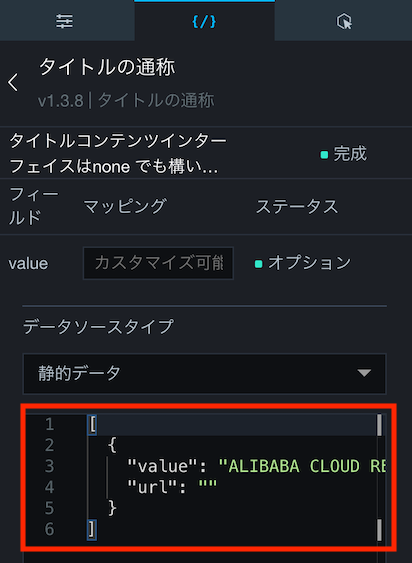 {/}
タイトルの通称
v1.3.8 | タイトルの通称
タイトルコンテンツインター
フェイスはnone でも構い... 完成
フィールド マッピング ステータス
value カスタマイズ可能 オプション
データソースタイプ
静的データ
1 [
2 {
3 "value": "ALIBABA CLOUD RE
4 "url": ""
5 }
6 ]